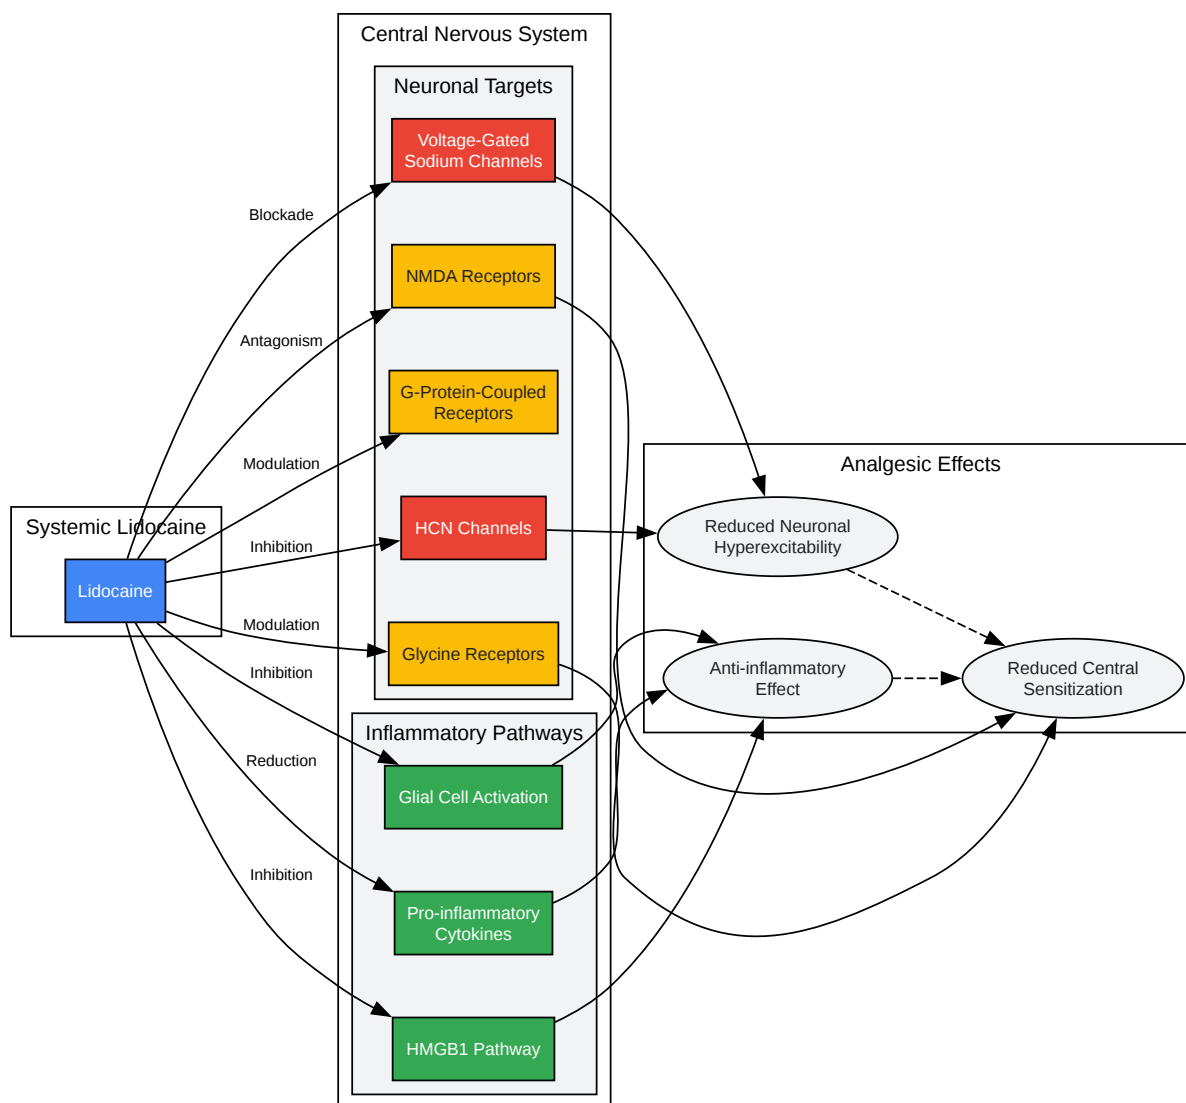 Central Nervous System
Neuronal Targets
Voltage-Gated
Sodium Channels
Blockade
NMDA Receptors
Antagonism
G-Protein-Coupled
Receptors
Modulation
Analgesic Effects
Systemic Lidocaine
HCN Channels
Reduced Neuronal
Hyperexcitability
Inhibition
Lidocaine
Modulation
Glycine Receptors
Anti-inflammatory
Effect
Reduced Central
Sensitization
Inhibition
Inflammatory Pathways
Reduction
Glial Cell Activation
Inhibition
Pro-inflammatory
Cytokines
HMGB1 Pathway